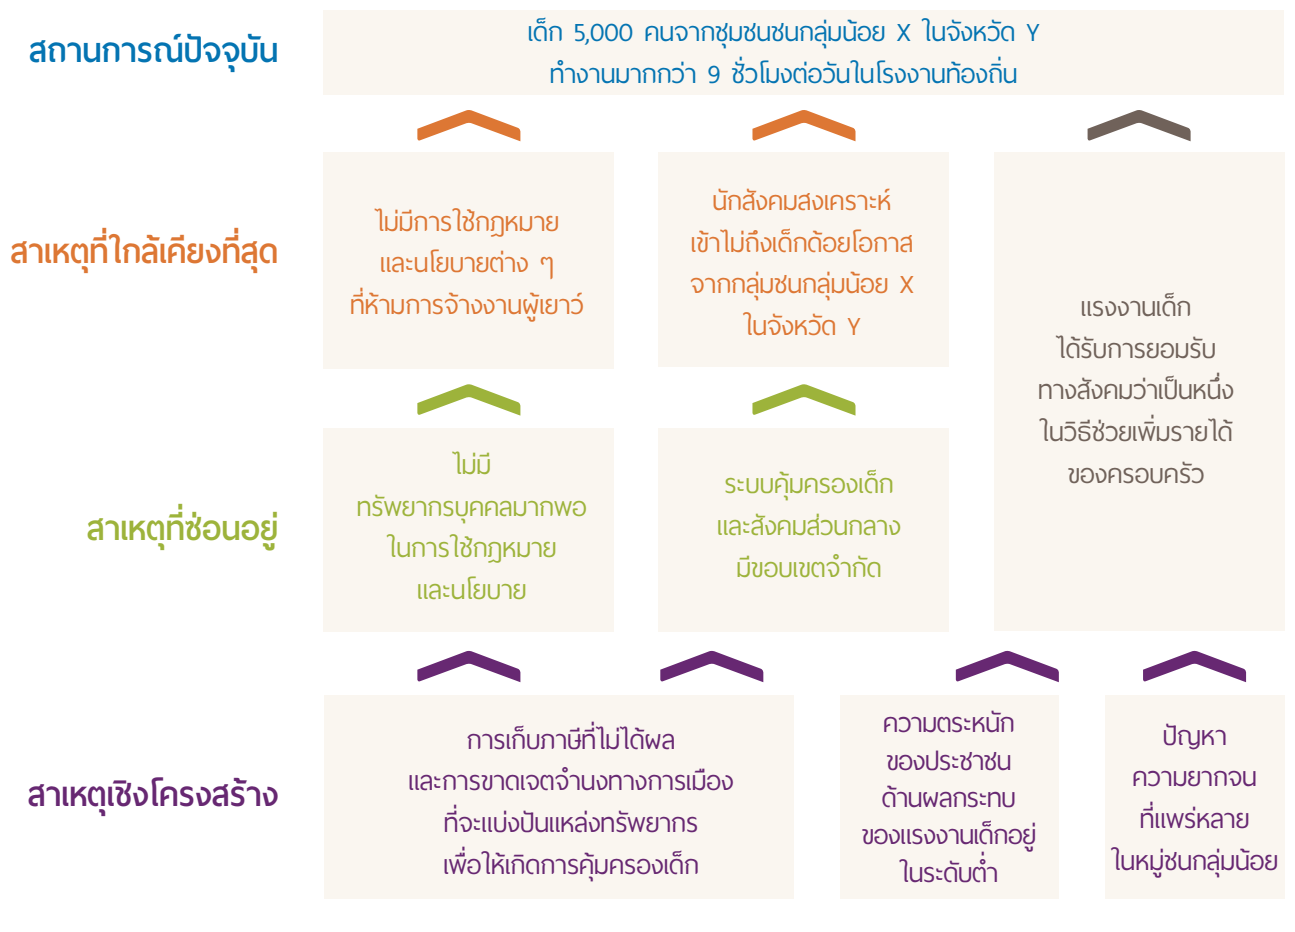 สถานการณ์ปัจจุบัน
เด็ก 5,000 คนจากชุมชนชนกลุ่มน้อย X ในจังหวัด Y
ทำงานมากกว่า 9 ชั่วโมงต่อวันในโรงงานท้องถิ่น
สาเหตุที่ใกล้เคียงที่สุด
ไม่มีการใช้กฎหมาย
และนโยบายต่าง ๆ
ที่ห้ามการจ้างงานผู้เยาว์
นักสังคมสงเคราะห์
เข้าไม่ถึงเด็กด้อยโอกาส
จากกลุ่มชนกลุ่มน้อย X
ในจังหวัด Y
แรงงานเด็ก
ได้รับการยอมรับ
ทางสังคมว่าเป็นหนึ่ง
ในวิธีช่วยเพิ่มรายได้
ของครอบครัว
สาเหตุที่ซ่อนอยู่
ไม่มี
ทรัพยากรบุคคลมากพอ
ในการใช้กฎหมาย
และนโยบาย
ระบบคุ้มครองเด็ก
และสังคมส่วนกลาง
มีขอบเขตจำกัด
สาเหตุเชิงโครงสร้าง
การเก็บภาษีที่ไม่ได้ผล
และการขาดเจตจำนงทางการเมือง
ที่จะแบ่งปันแหล่งทรัพยากร
เพื่อให้เกิดการคุ้มครองเด็ก
ความตระหนัก
ของประชาชน
ด้านผลกระทบ
ของแรงงานเด็กอยู่
ในระดับต่ำ
ปัญหา
ความยากจน
ที่แพร่หลาย
ในหมู่ชนกลุ่มน้อย